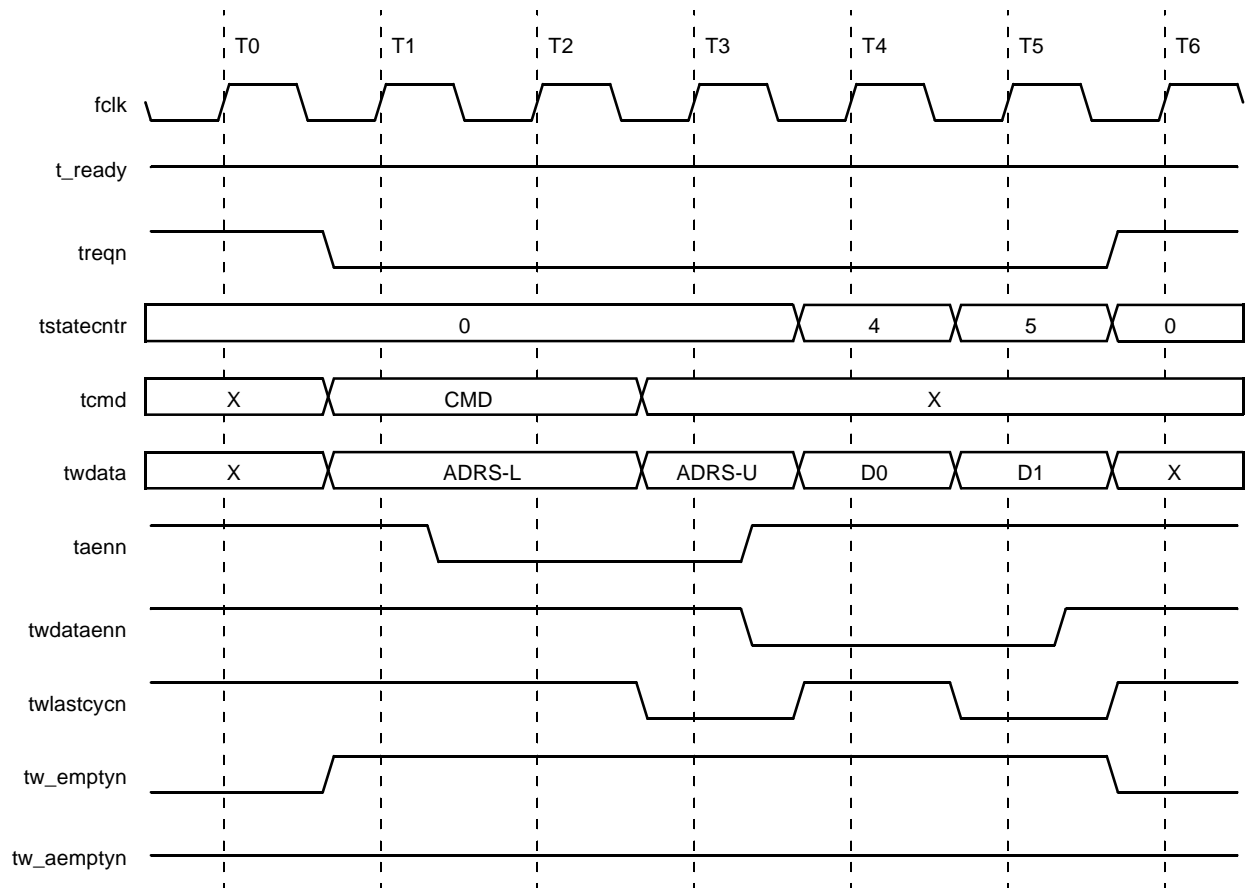 T0 T1 T2 T3 T4 T5 T6
fclk
t_ready
treqn
tstatecntr 0 4 5 0
tcmd X CMD X
twdata X ADRS-L ADRS-U D0 D1 X
taenn
twdataenn
twlastcycn
tw_emptyn
tw_aemptyn